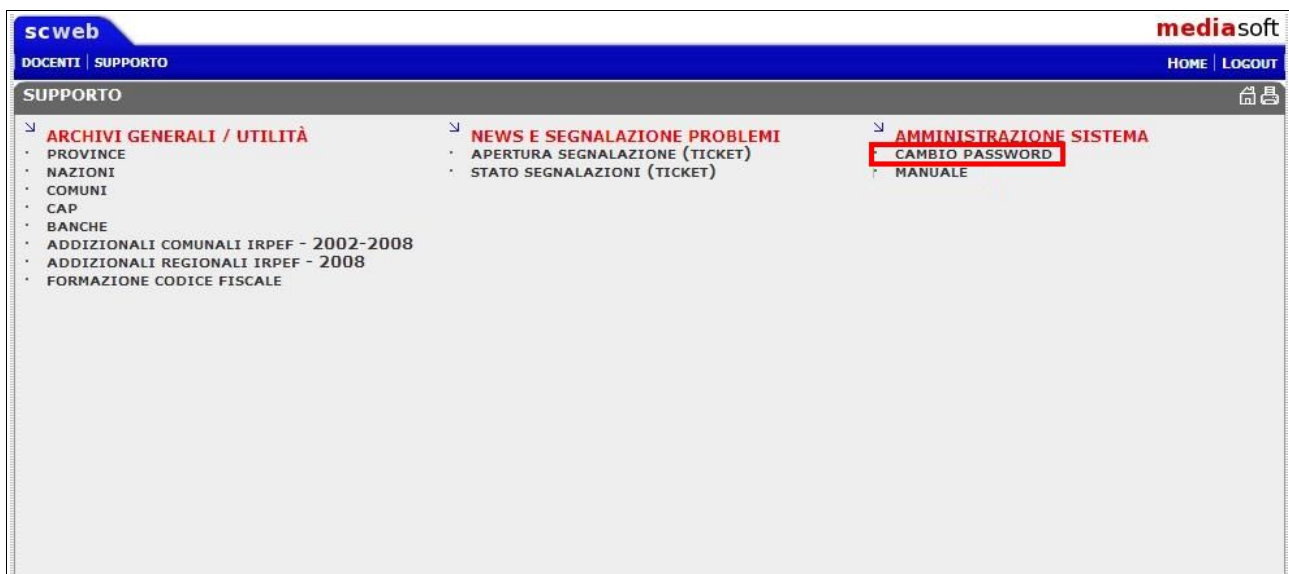 scweb
mediasoft
DOCENTI | SUPPORTO
HOME | LOGOUT
SUPPORTO
ARCHIVI GENERALI / UTILITÀ
· PROVINCE
· NAZIONI
· COMUNI
· CAP
· BANCHE
· ADDIZIONALI COMUNALI IRPEF - 2002-2008
· ADDIZIONALI REGIONALI IRPEF - 2008
· FORMAZIONE CODICE FISCALE
NEWS E SEGNALAZIONE PROBLEMI
· APERTURA SEGNALAZIONE (TICKET)
· STATO SEGNALAZIONI (TICKET)
AMMINISTRAZIONE SISTEMA
· CAMBIO PASSWORD
· MANUALE